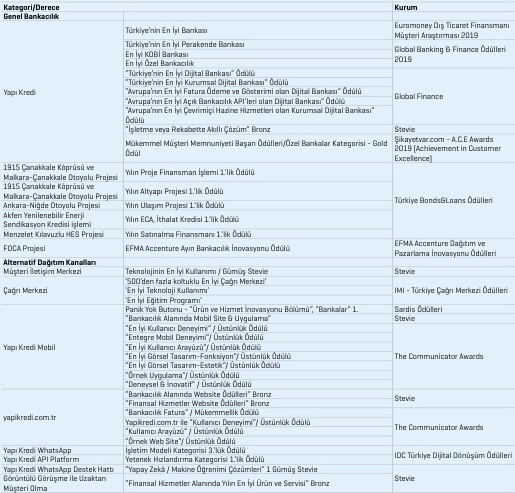 Kategori/Derece Kurum
Genel Bankacılık
Yapı Kredi
Türkiye'nin En İyi Bankası
Euromoney Dış Ticaret Finansmanı
Müşteri Araştırması 2019
Türkiye'nin En İyi Perakende Bankası
En İyi KOBİ Bankası
En İyi Özel Bankacılık
Global Banking & Finance Ödülleri
2019
"Türkiye'nin En İyi Dijital Bankası" Ödülü
"Türkiye'nin En İyi Kurumsal Dijital Bankası" Ödülü
"Avrupa'nın En İyi Fatura Ödeme ve Gösterimi olan Dijital Bankası" Ödülü
"Avrupa'nın En İyi Açık Bankacılık API'leri olan Dijital Bankası" Ödülü
"Avrupa'nın En İyi Çevrimiçi Hazine Hizmetleri olan Kurumsal Dijital Bankası"
Ödülü
Global Finance
"İşletme veya Rekabette Akıllı Çözüm" Bronz Stevie
Mükemmel Müşteri Memnuniyeti Başarı Ödülleri/Özel Bankalar Kategorisi - Gold
Ödül
Şikayetvar.com - A.C.E Awards
2019 (Achievement in Customer
Excellence)
1915 Çanakkale Köprüsü ve
Malkara-Çanakkale Otoyolu Projesi
Yılın Proje Finansman İşlemi 1.'lik Ödülü
1915 Çanakkale Köprüsü ve
Malkara-Çanakkale Otoyolu Projesi
Yılın Altyapı Projesi 1.'lik Ödülü
Ankara-Niğde Otoyolu Projesi Yılın Ulaşım Projesi 1.'lik Ödülü
Akfen Yenilenebilir Enerji
Sendikasyon Kredisi işlemi
Yılın ECA, İthalat Kredisi 1.'lik Ödülü
Menzelet Kılavuzlu HES Projesi Yılın Satınalma Finansmanı 1.'lik Ödülü
Türkiye Bonds&Loans Ödülleri
FOCA Projesi EFMA Accenture Ayın Bankacılık İnovasyonu Ödülü
EFMA Accenture Dağıtım ve
Pazarlama İnovasyonu Ödülleri
Alternatif Dağıtım Kanalları
Müşteri İletişim Merkezi Teknolojinin En İyi Kullanımı / Gümüş Stevie Stevie
Çağrı Merkezi
'500'den fazla koltuklu En İyi Çağrı Merkezi'
'En İyi Teknoloji Kullanımı'
'En İyi Eğitim Programı'
IMI - Türkiye Çağrı Merkezi Ödülleri
Yapı Kredi Mobil
Panik Yok Butonu - "Ürün ve Hizmet İnovasyonu Bölümü", "Bankalar" 1. Sardis Ödülleri
"Bankacılık Alanında Mobil Site & Uygulama" Stevie
"En İyi Kullanıcı Deneyimi" / Üstünlük Ödülü
"Entegre Mobil Deneyimi"/ Üstünlük Ödülü
"En İyi Kullanıcı Arayüzü"/ Üstünlük Ödülü
"En İyi Görsel Tasarım-Fonksiyon"/ Üstünlük Ödülü
"En İyi Görsel Tasarım-Estetik"/ Üstünlük Ödülü
"Örnek Uygulama"/ Üstünlük Ödülü
"Deneysel & İnovatif" / Üstünlük Ödülü
The Communicator Awards
yapikredi.com.tr
"Bankacılık Alanında Website Ödülleri" Bronz
"Finansal Hizmetler Website Ödülleri" Bronz
Stevie
"Bankacılık Fatura" / Mükemmellik Ödülü
Yapikredi.com.tr ile "Kullanıcı Deneyimi"/ Üstünlük Ödülü
"Kullanıcı Arayüzü" / Üstünlük Ödülü
"Örnek Web Site"/ Üstünlük Ödülü
The Communicator Awards
Yapı Kredi WhatsApp İşletim Modeli Kategorisi 3.'lük Ödülü
Yapı Kredi API Platform Yetenek Hızlandırma Kategorisi 1.'lik Ödülü
IDC Türkiye Dijital Dönüşüm Ödülleri
Yapı Kredi WhatsApp Destek Hattı "Yapay Zekâ / Makine Öğrenimi Çözümleri" 1 Gümüş Stevie
Görüntülü Görüşme ile Uzaktan
Müşteri Olma
"Finansal Hizmetler Alanında Yılın En İyi Ürün ve Servisi" Bronz
Stevie